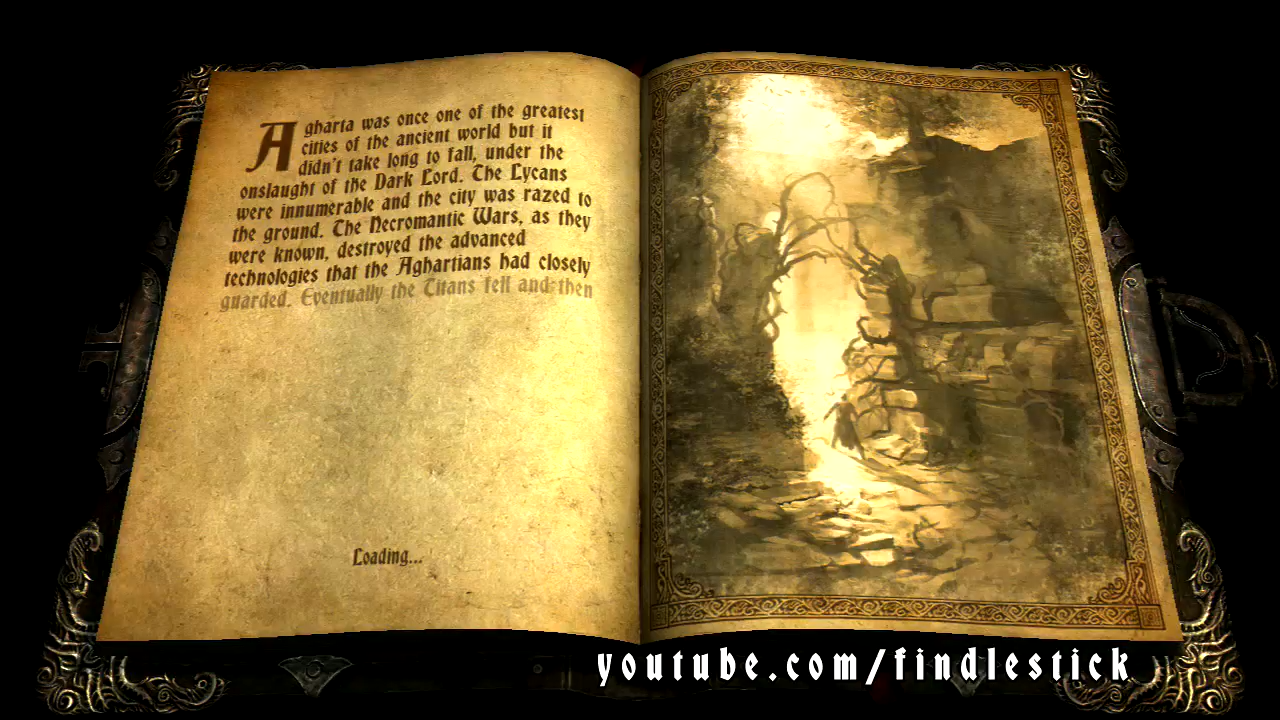 Agharta was once one of the greatest
cities of the ancient world but it
didn't take long to fall, under the
onslaught of the Dark Lord. The Lycans
were innumerable and the city was razed to
the ground. The Necromantic Wars, as they
were known, destroyed the advanced
technologies that the Aghartians had closely
guarded. Eventually the Titans fell and then
Loading...
youtube.com/findlestick